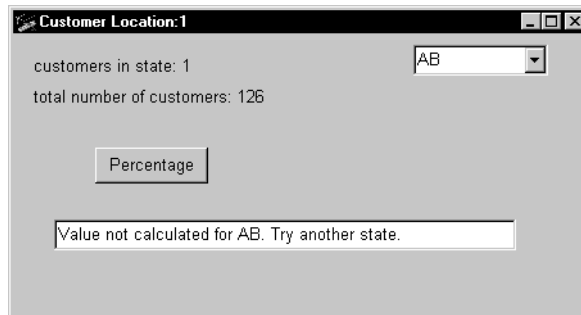 Customer Location:1
customers in state: 1
AB
total number of customers: 126
Percentage
Value not calculated for AB. Try another state.